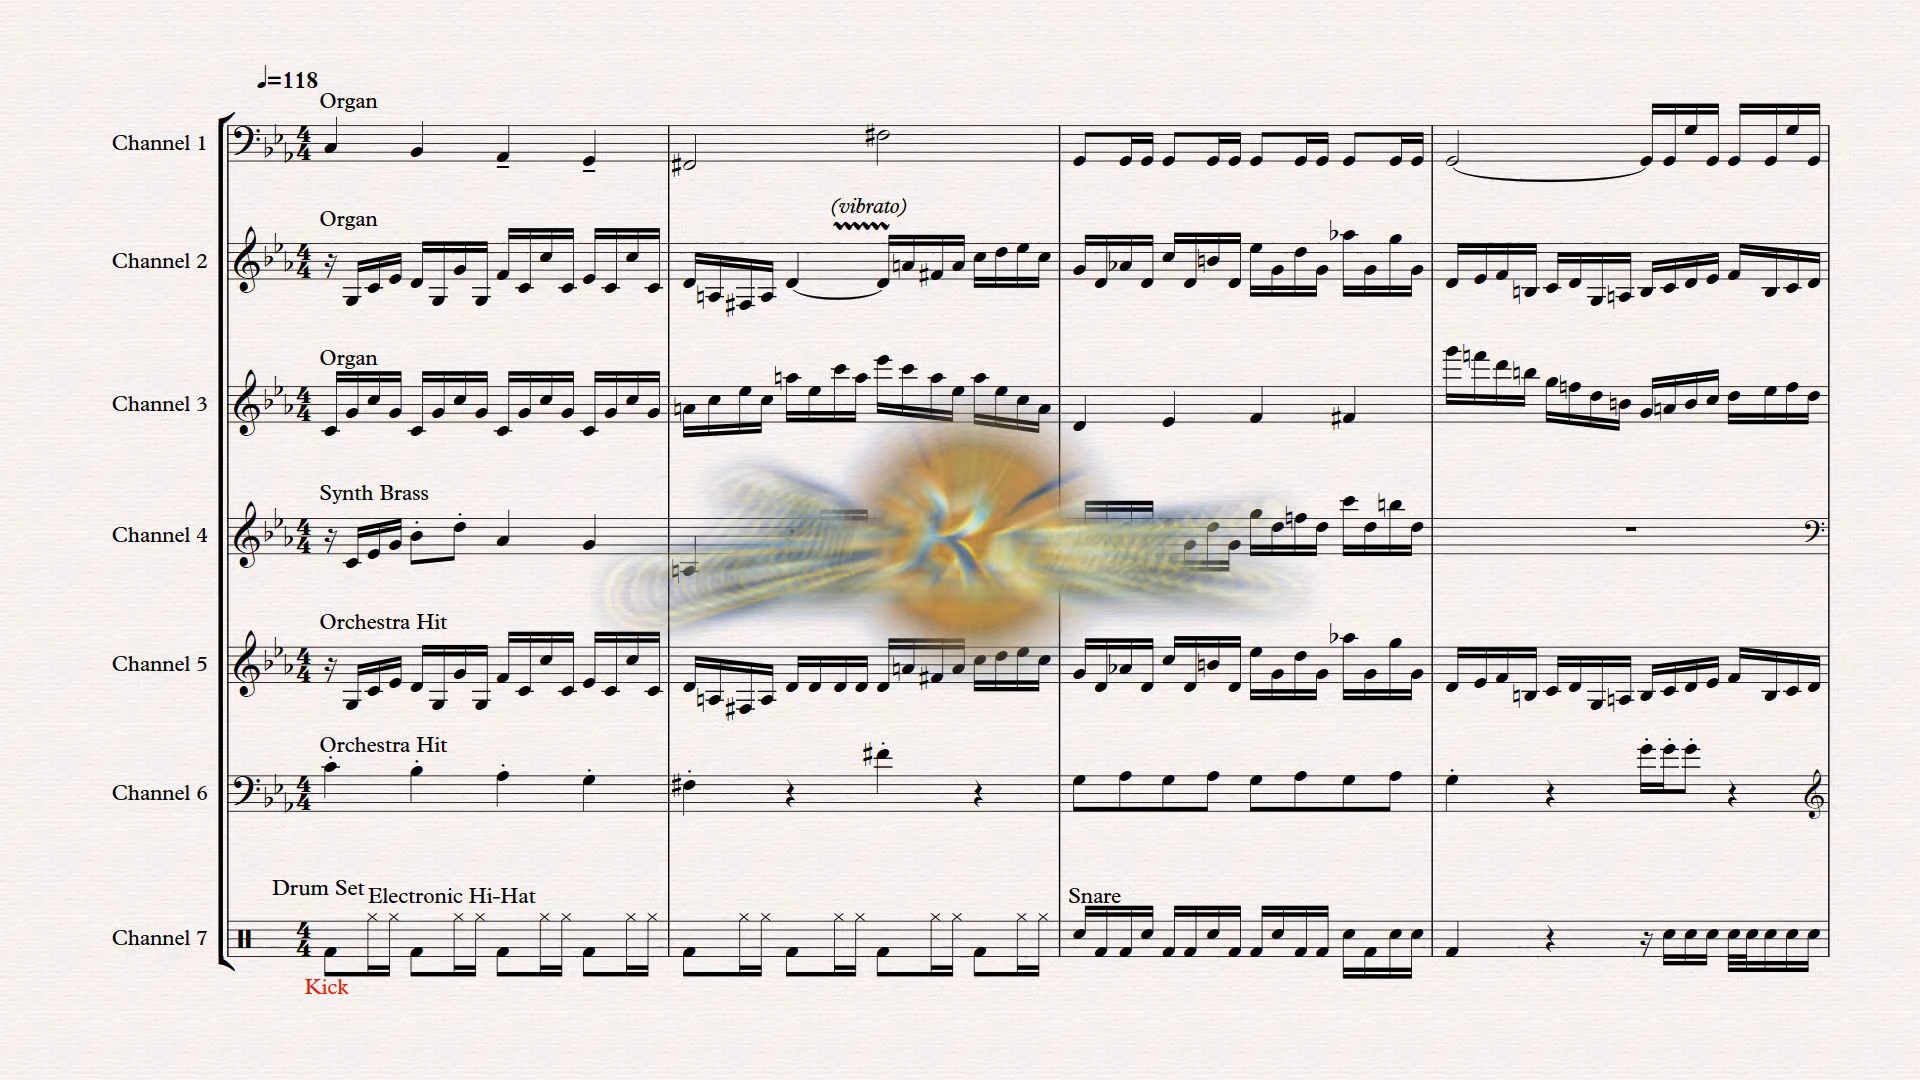 ♩=118
Organ
Channel 1
(vibrato)
Organ
Channel 2
Organ
Channel 3
Synth Brass
Channel 4
Orchestra Hit
Channel 5
Orchestra Hit
Channel 6
Drum Set Electronic Hi-Hat
Snare
Channel 7
Kick